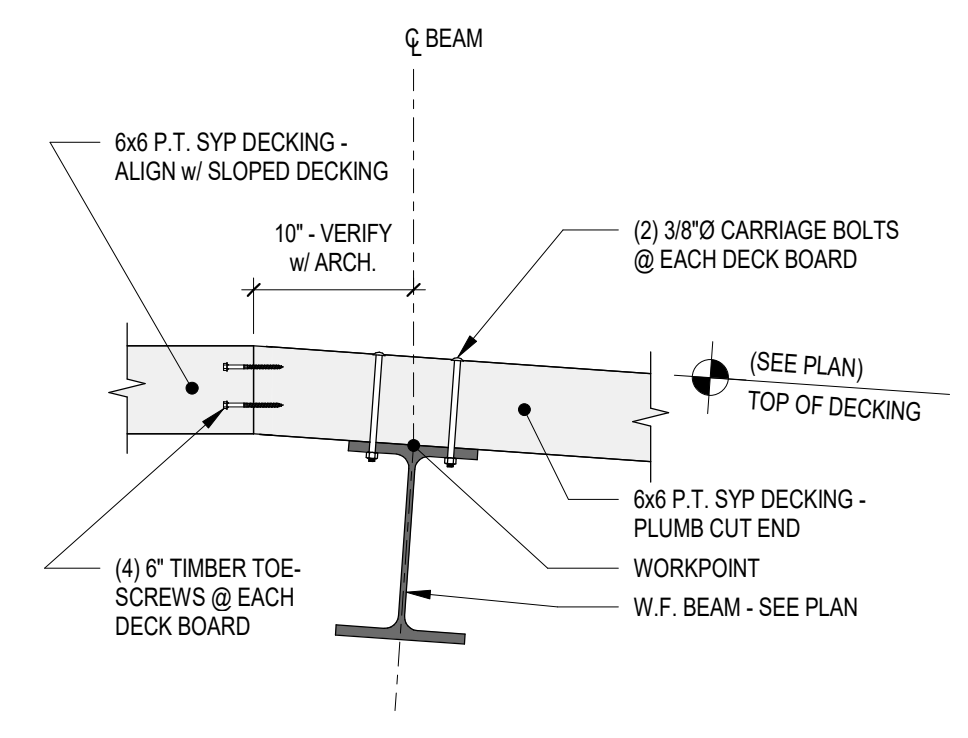 ℄ BEAM
6x6 P.T. SYP DECKING -
ALIGN w/ SLOPED DECKING
10" - VERIFY
w/ ARCH.
(2) 3/8"Ø CARRIAGE BOLTS
@ EACH DECK BOARD
(SEE PLAN)
TOP OF DECKING
6x6 P.T. SYP DECKING -
PLUMB CUT END
WORKPOINT
W.F. BEAM - SEE PLAN
(4) 6" TIMBER TOE-
SCREWS @ EACH
DECK BOARD